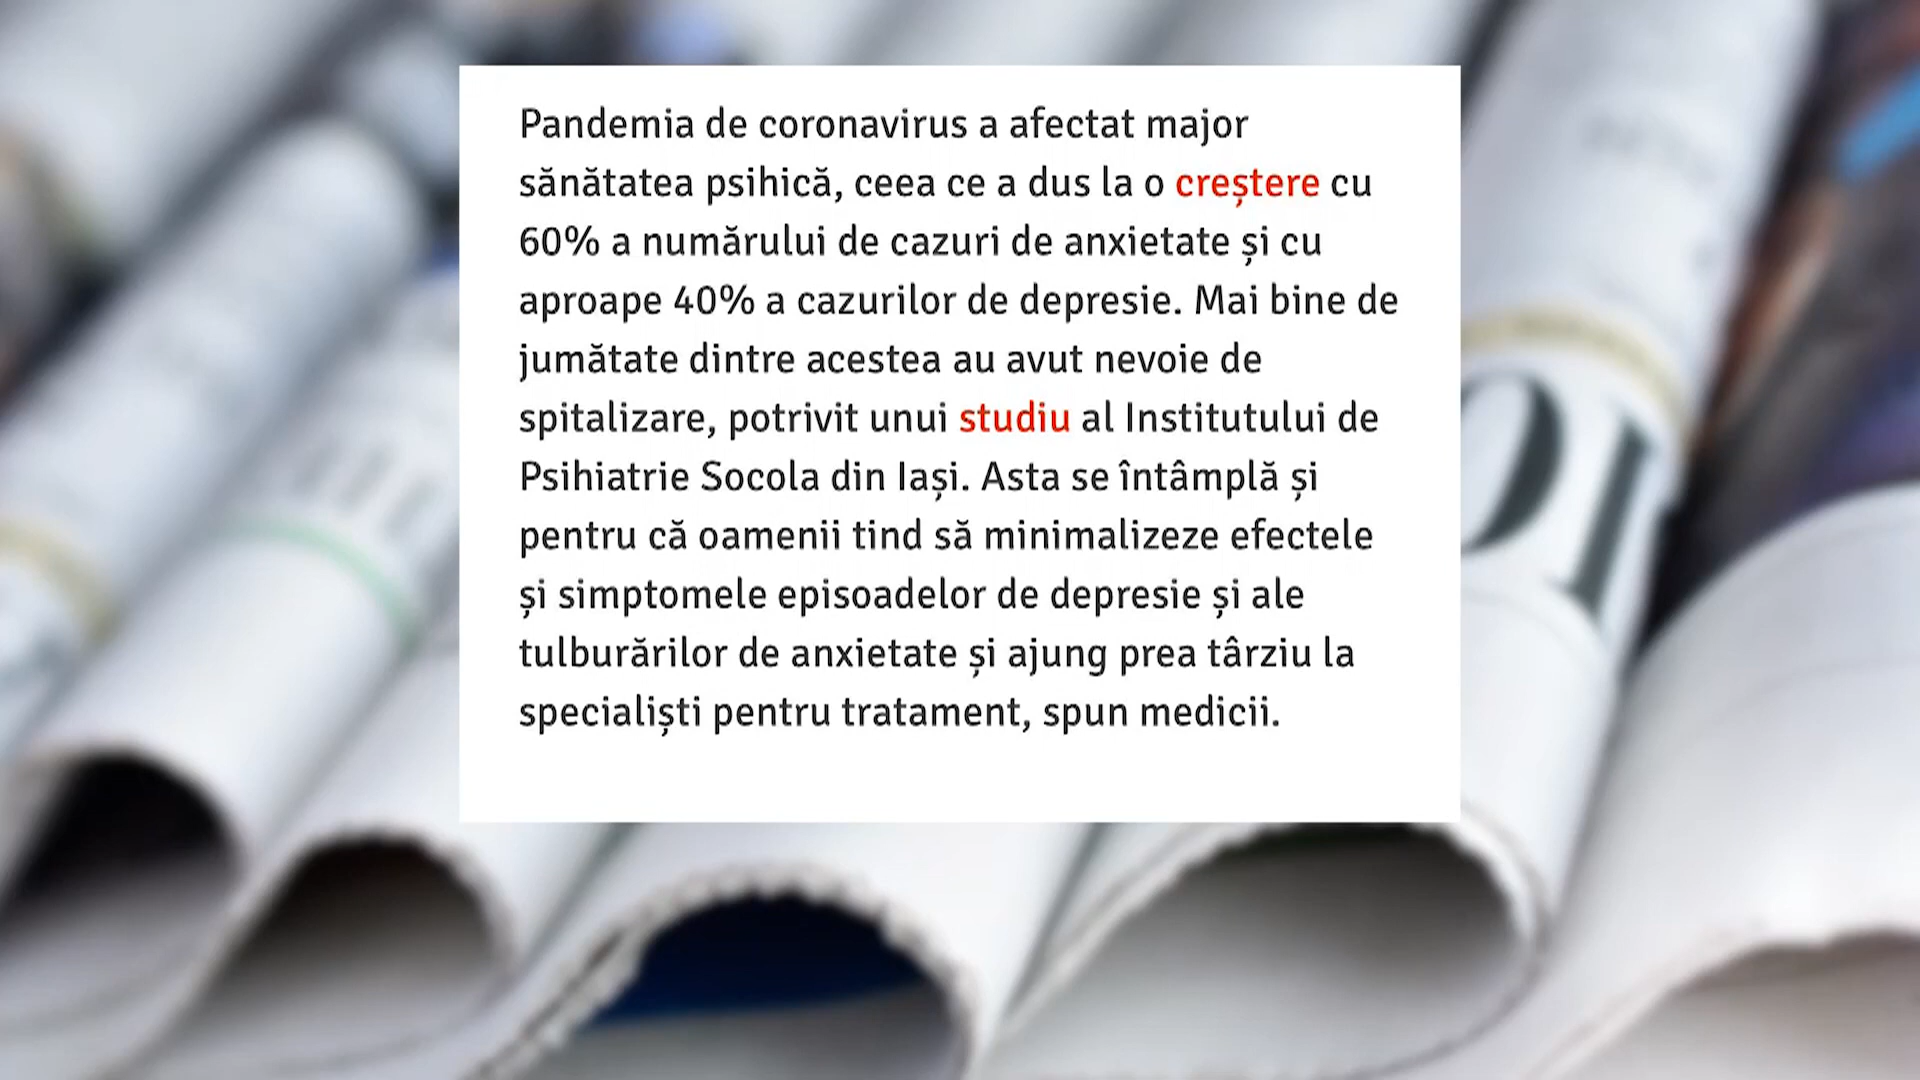 Pandemia de coronavirus a afectat major
sănătatea psihică, ceea ce a dus la o creștere cu
60% a numărului de cazuri de anxietate și cu
aproape 40% a cazurilor de depresie. Mai bine de
jumătate dintre acestea au avut nevoie de
spitalizare, potrivit unui studiu al Institutului de
Psihiatrie Socola din Iași. Asta se întâmplă și
pentru că oamenii tind să minimalizeze efectele
și simptomele episoadelor de depresie și ale
tulburărilor de anxietate și ajung prea târziu la
specialiști pentru tratament, spun medicii.